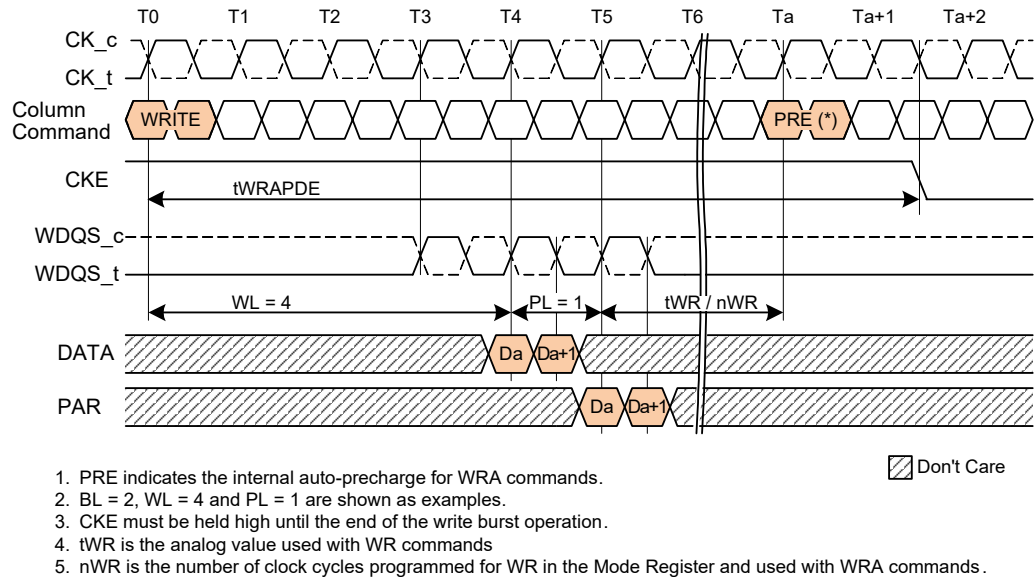 T0 T1 T2 T3 T4 T5 T6 Ta Ta+1 Ta+2
CK_c
CK_t
Column
Command
WRITE
PRE (*)
CKE
tWRAPDE
WDQS_c
WDQS_t
WL = 4
PL = 1
tWR / nWR
DATA
Da
Da+1
PAR
Da
Da+1
Don't Care
1. PRE indicates the internal auto-precharge for WRA commands.
2. BL = 2, WL = 4 and PL = 1 are shown as examples.
3. CKE must be held high until the end of the write burst operation.
4. tWR is the analog value used with WR commands
5. nWR is the number of clock cycles programmed for WR in the Mode Register and used with WRA commands.